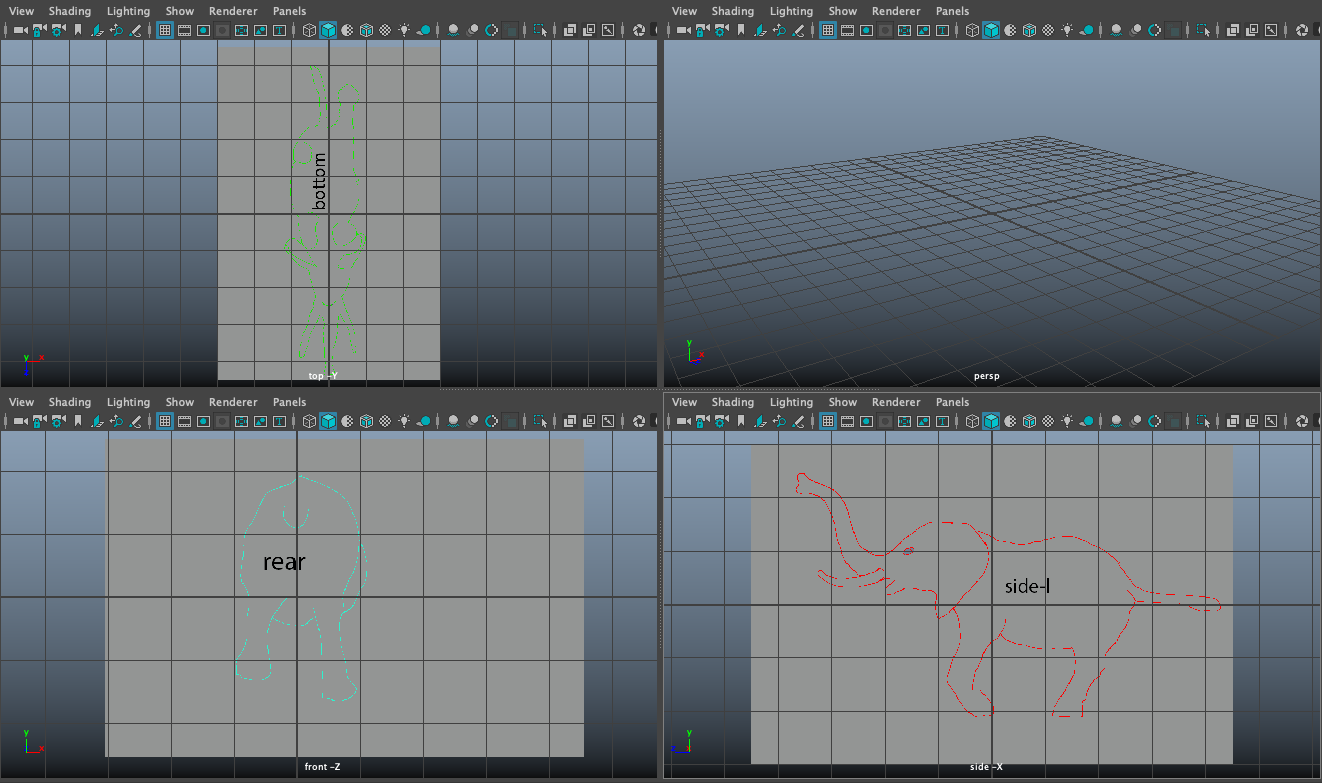 View Shading Lighting Show Renderer Panels
bottom
y x
top -Y
View Shading Lighting Show Renderer Panels
y
x
persp
View Shading Lighting Show Renderer Panels
rear
y
x
front -Z
View Shading Lighting Show Renderer Panels
side-l
y
z
side -X